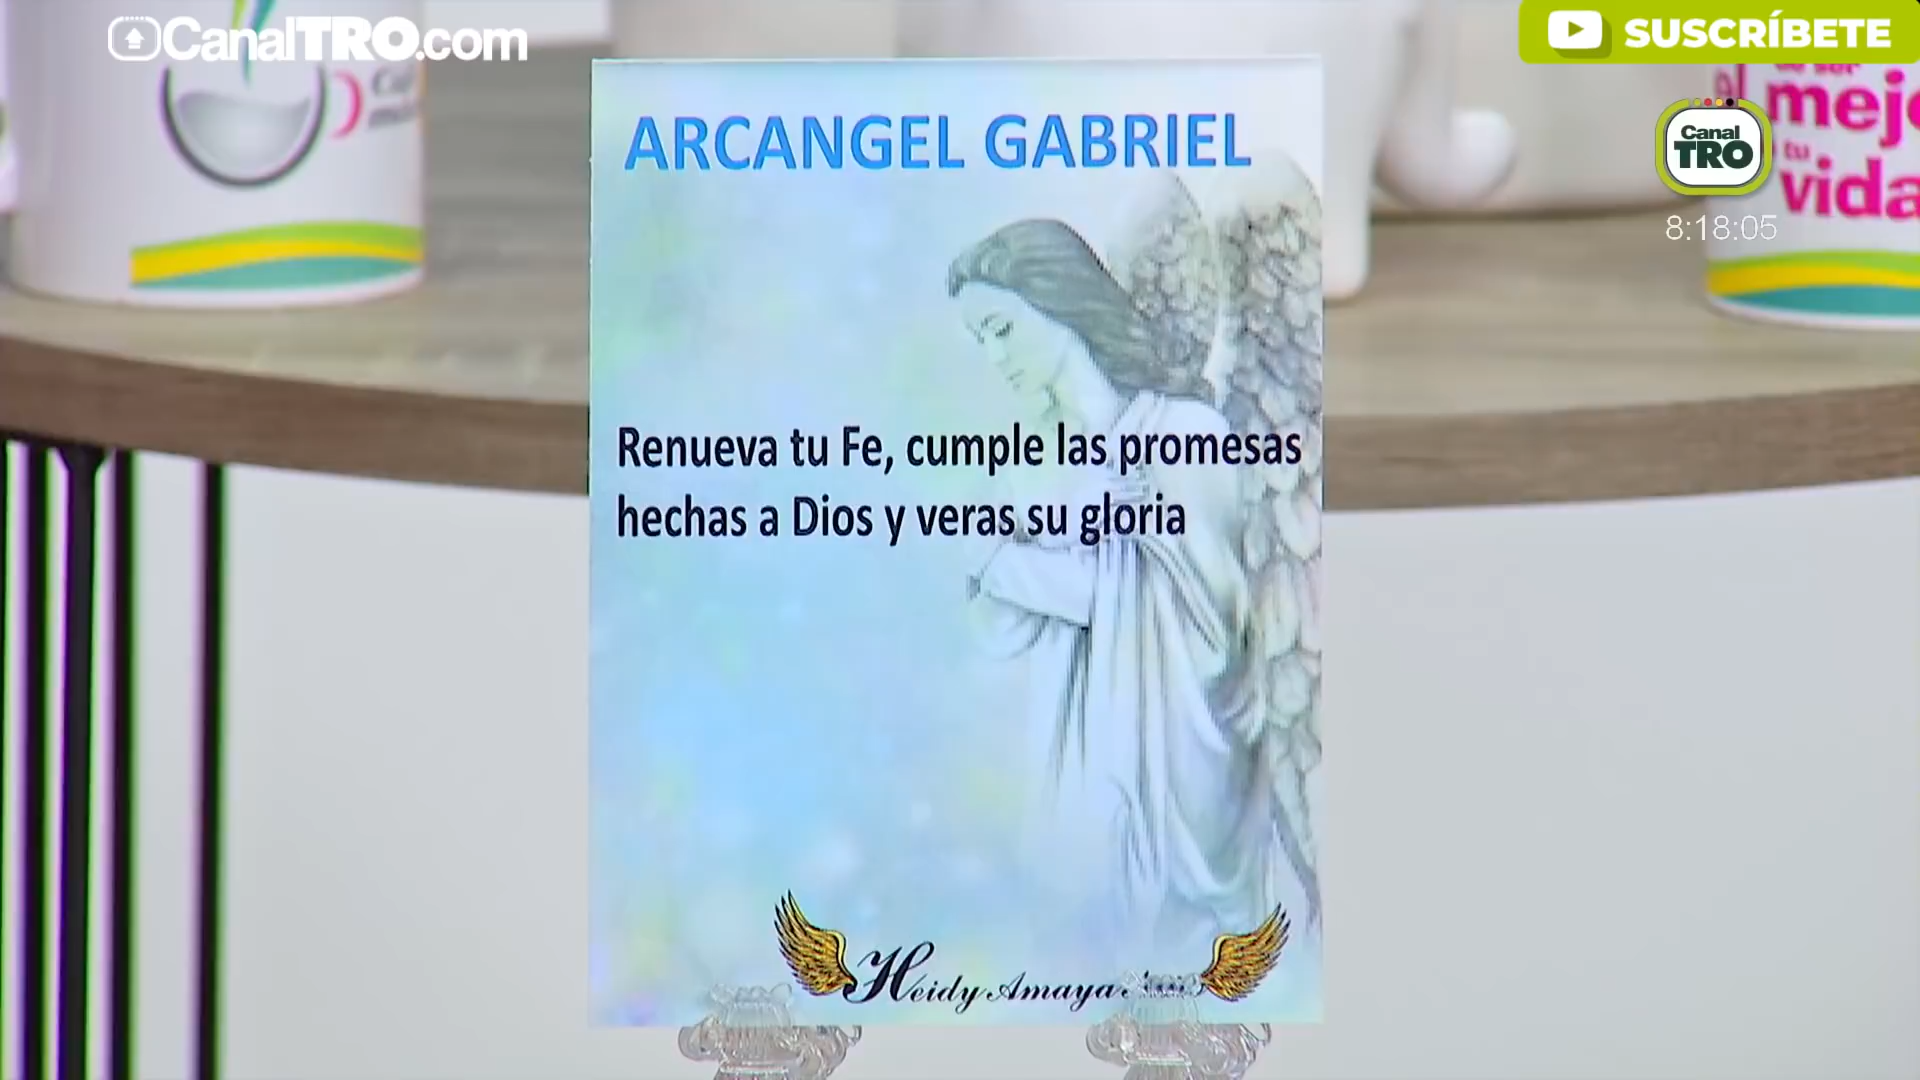 CanalTRO.com
SUSCRÍBETE
Canal
TRO
8:18:05
mejo
tu
vida
ARCANGEL GABRIEL
Renueva tu Fe, cumple las promesas
hechas a Dios y veras su gloria
Heidy Amaya